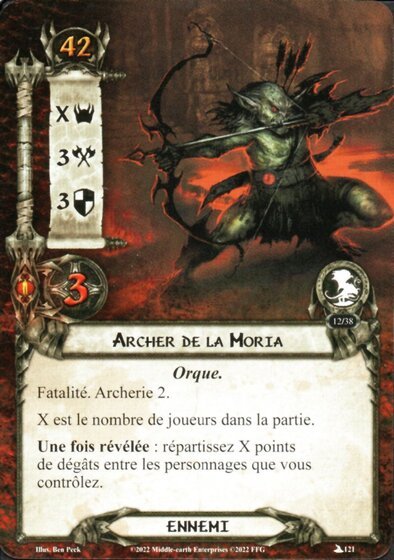 42
X
3
3
3
12/38
ARCHER DE LA MORIA
Orque.
Fatalité. Archerie 2.
X est le nombre de joueurs dans la partie.
Une fois révélée : répartissez X points
de dégâts entre les personnages que vous
contrôlez.
Illus. Ben Peck
ENNEMI
©2022 Middle-earth Enterprises ©2022 FFG
121